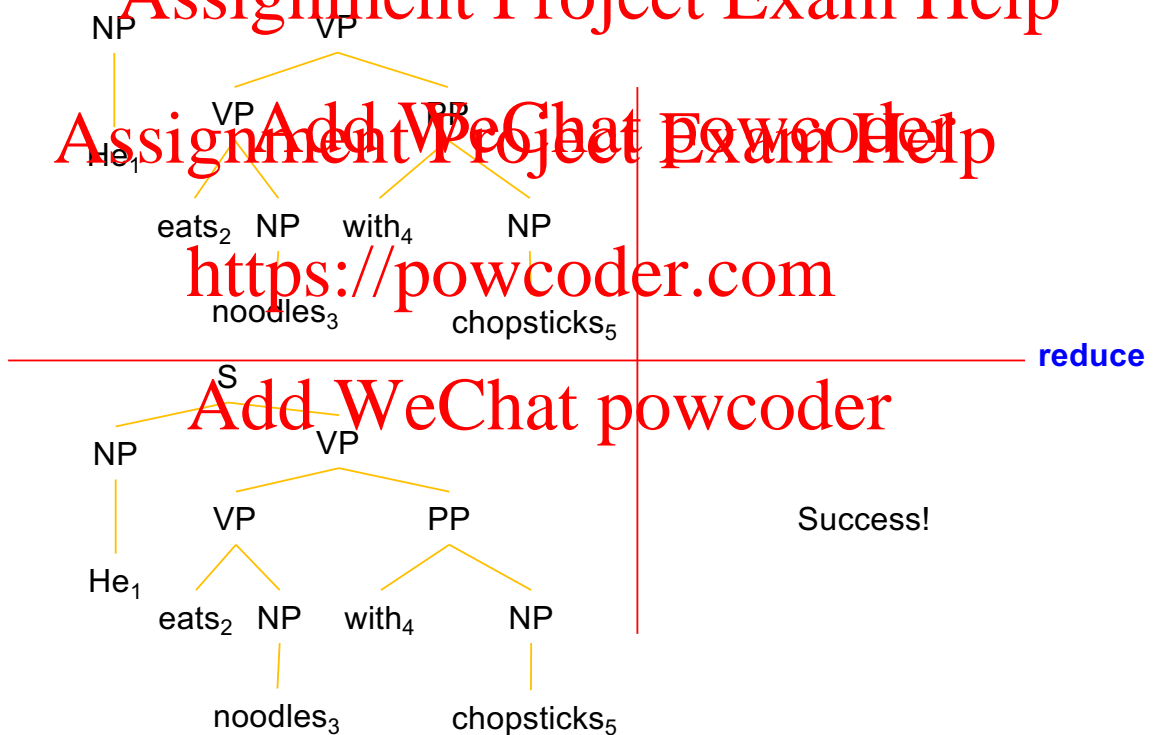 Assignment Project Exam Help
NP VP
VP PP
Add WeChat powcoder
Assignment Project Exam Help
He1
eats2 NP with4 NP
https://powcoder.com
noodles3 chopsticks5
reduce
S
Add WeChat powcoder
NP VP
VP PP Success!
He1
eats2 NP with4 NP
noodles3 chopsticks5